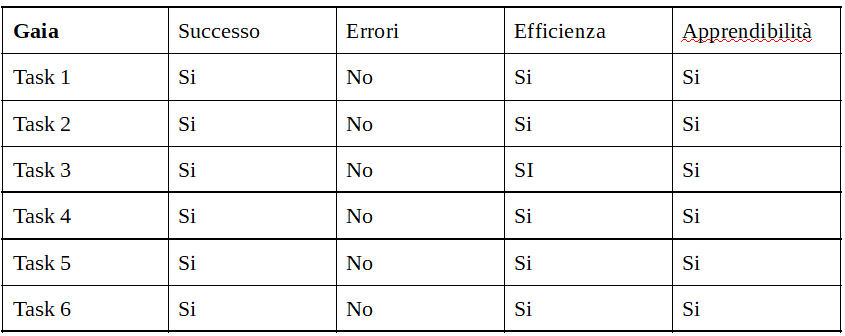 Gaia Successo Errori Efficienza Apprendibilità
Task 1 Si No Si Si
Task 2 Si No Si Si
Task 3 Si No SI Si
Task 4 Si No Si Si
Task 5 Si No Si Si
Task 6 Si No Si Si